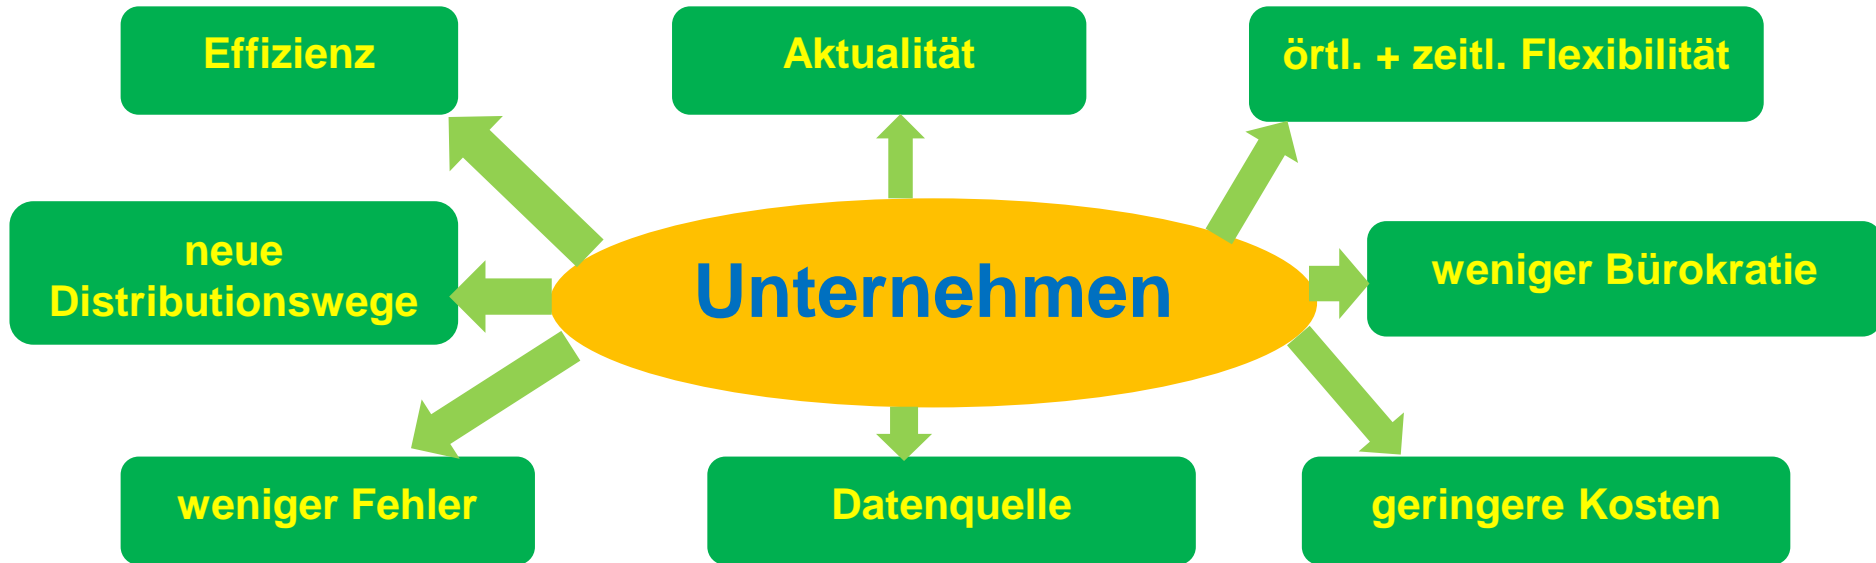 Effizienz
Aktualität
örtl. + zeitl. Flexibilität
neue
Distributionswege
Unternehmen
weniger Bürokratie
weniger Fehler
Datenquelle
geringere Kosten